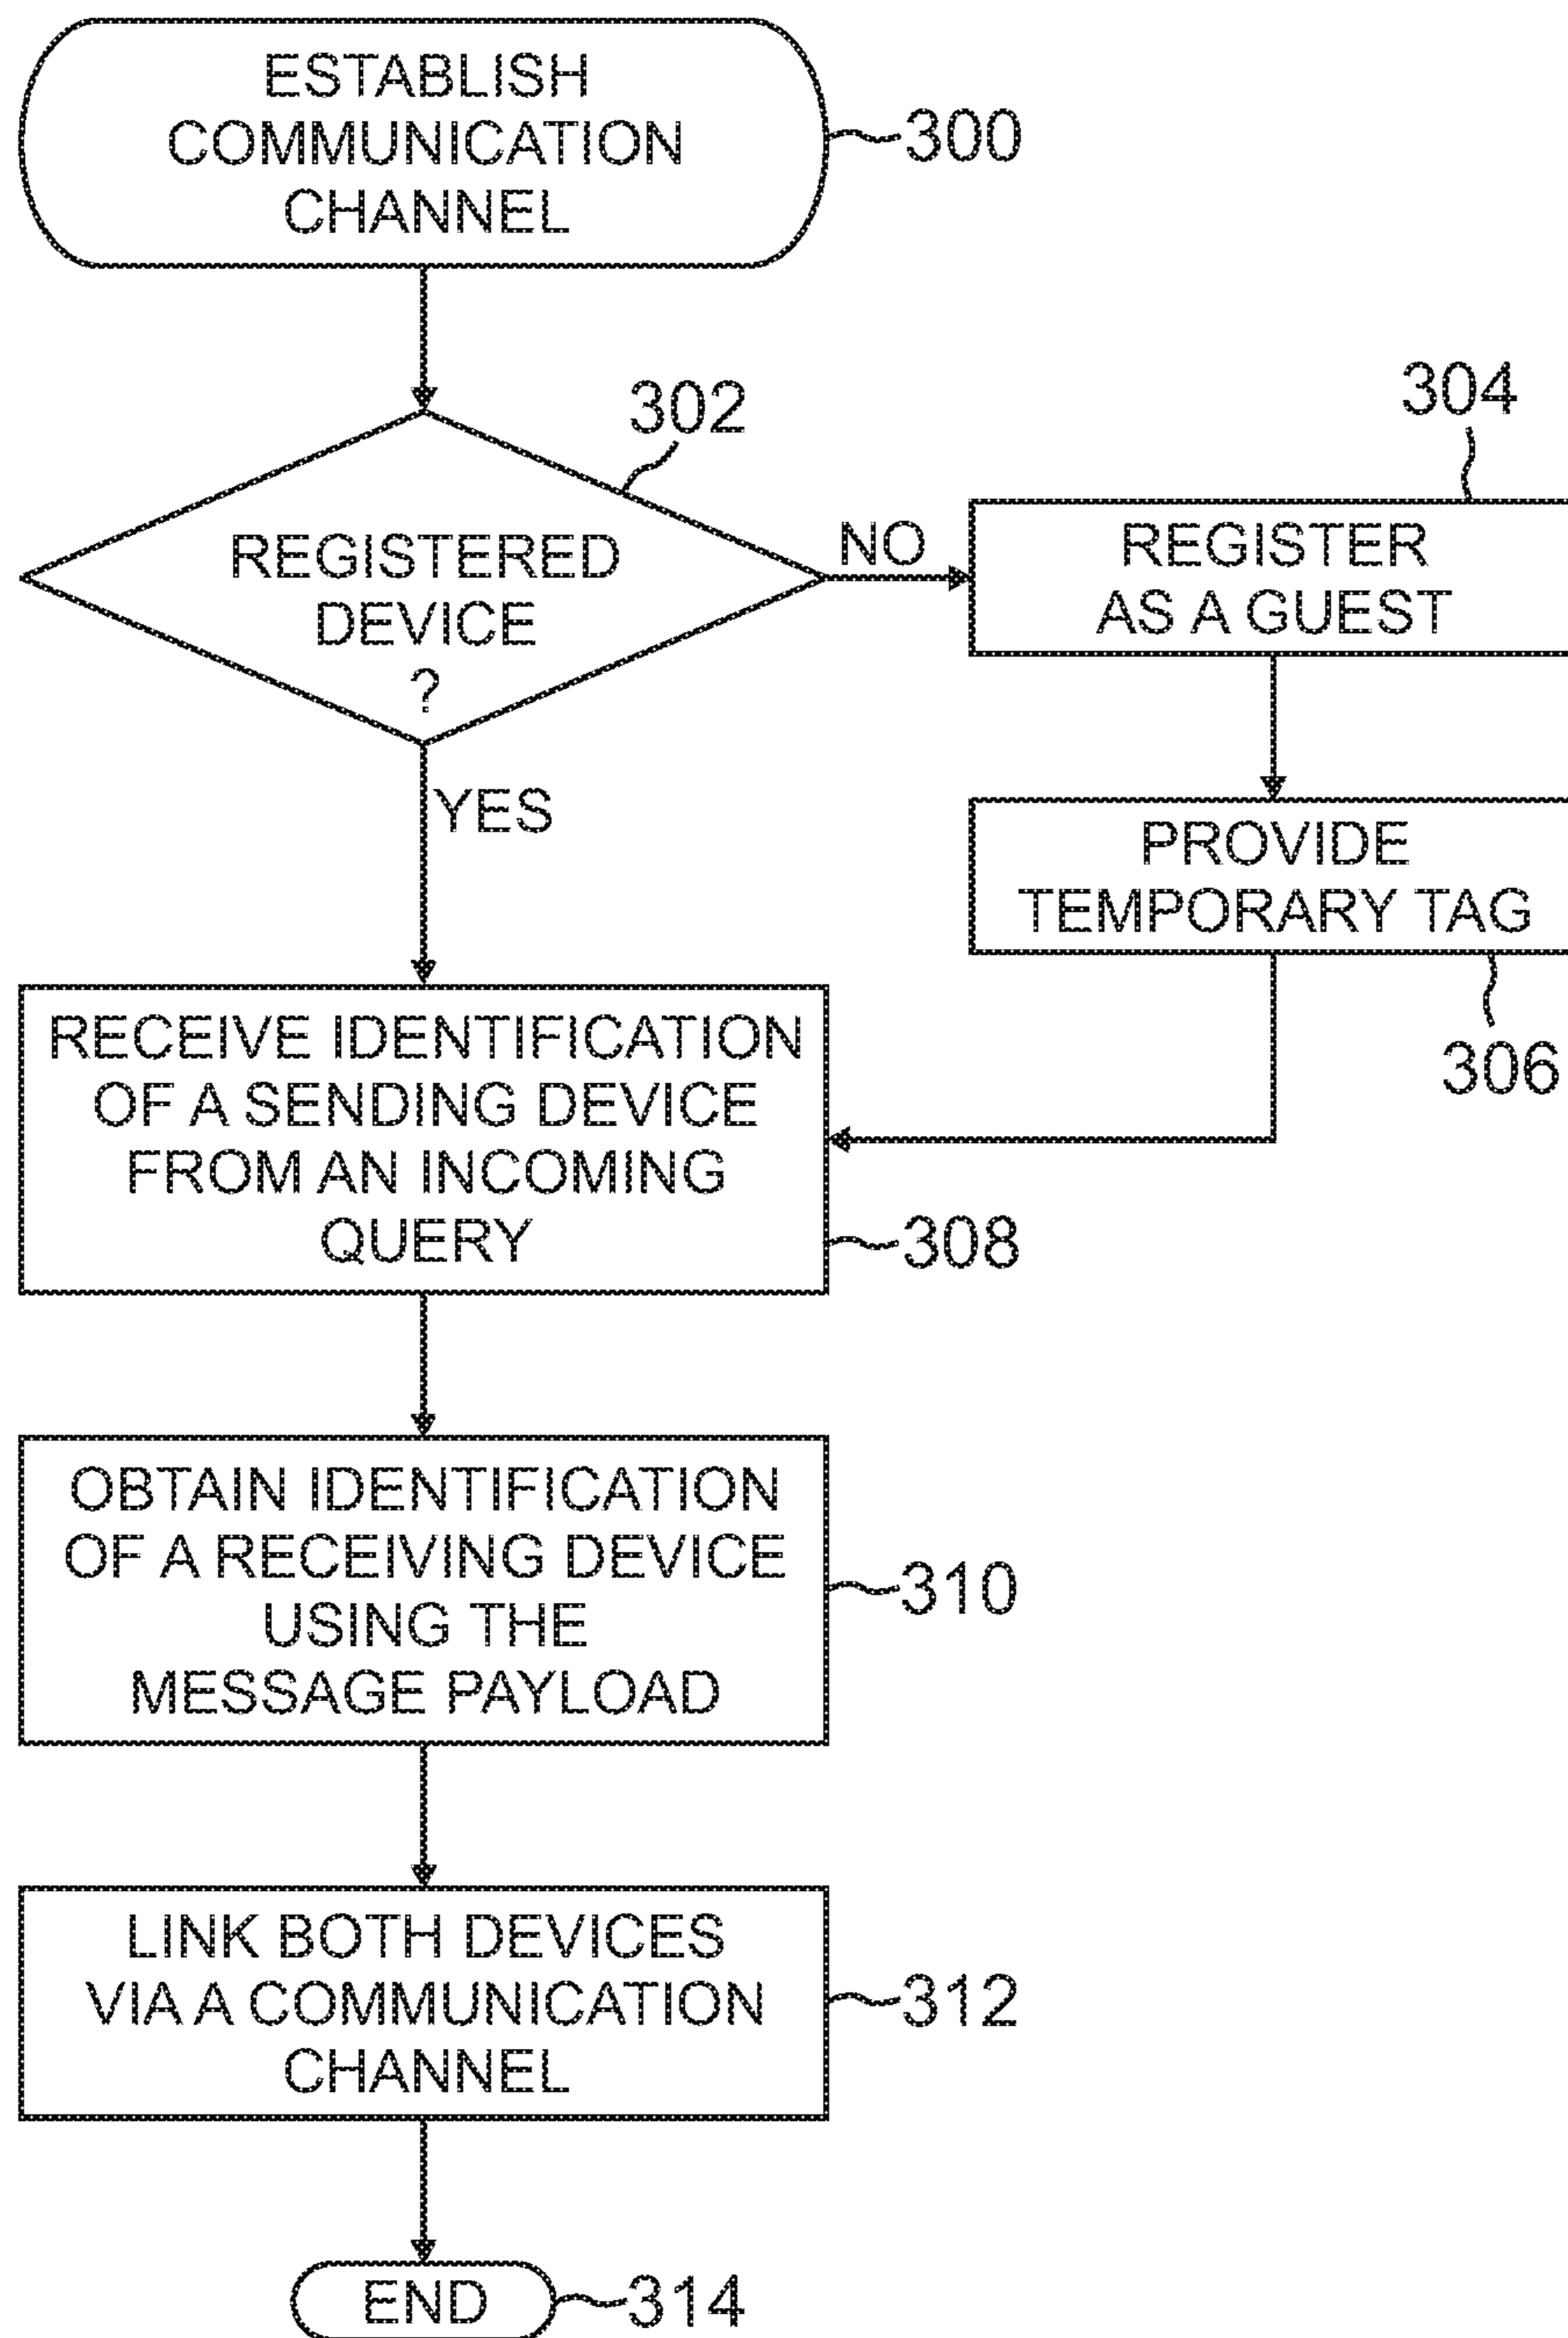 ESTABLISH
COMMUNICATION
CHANNEL
300
302
REGISTERED
DEVICE
?
NO
304
REGISTER
AS A GUEST
YES
PROVIDE
TEMPORARY TAG
306
RECEIVE IDENTIFICATION
OF A SENDING DEVICE
FROM AN INCOMING
QUERY
308
OBTAIN IDENTIFICATION
OF A RECEIVING DEVICE
USING THE
MESSAGE PAYLOAD
310
LINK BOTH DEVICES
VIA A COMMUNICATION
CHANNEL
312
END
314